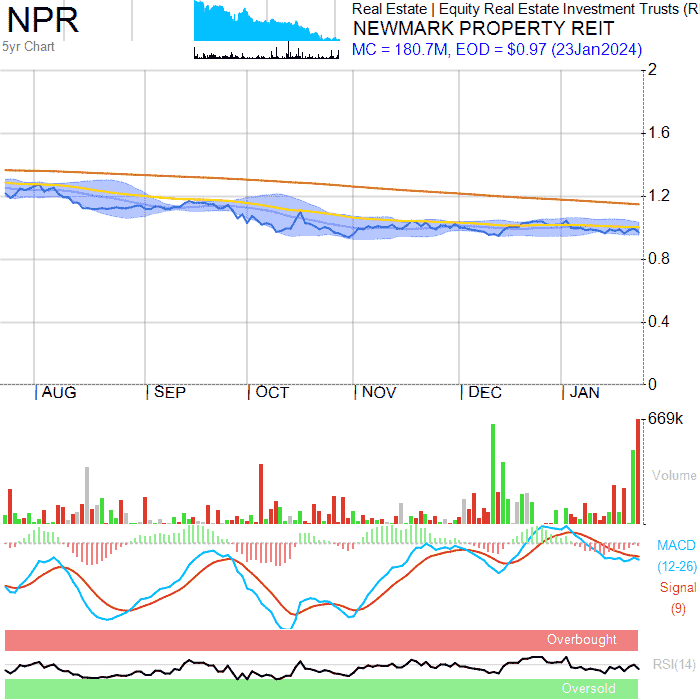 NPR
5yr Chart
Real Estate | Equity Real Estate Investment Trusts (R
NEWMARK PROPERTY REIT
MC = 180.7M, EOD = $0.97 (23Jan2024)
2
1.6
1.2
0.8
0.4
0
AUG SEP OCT NOV DEC JAN
669k
Volume
MACD
(12-26)
Signal
(9)
Overbought
RSI(14)
Oversold